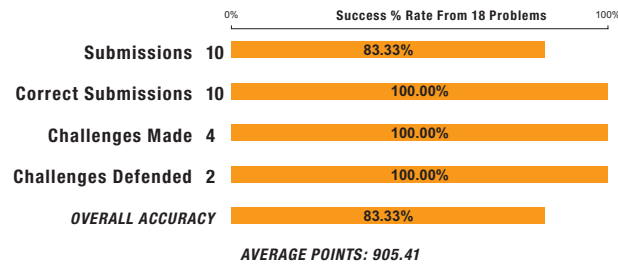 0% Success % Rate From 18 Problems 100%
Submissions 10 83.33%
Correct Submissions 10 100.00%
Challenges Made 4 100.00%
Challenges Defended 2 100.00%
OVERALL ACCURACY 83.33%
AVERAGE POINTS: 905.41